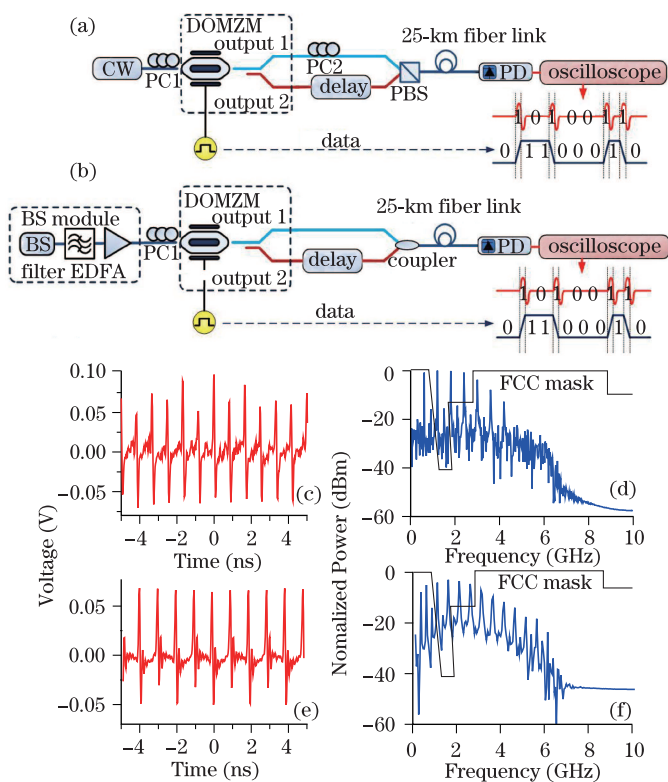 (a)
DOMZM
output 1
25-km fiber link
CW
PC1
PC2
delay
PBS
PD
oscilloscope
output 2
1 0 1 0 0 1 1
data
0 1 1 0 0 0 1 0
(b)
DOMZM
output 1
25-km fiber link
BS module
BS
filter EDFA
PC1
delay
coupler
PD
oscilloscope
output 2
1 0 1 0 0 1 1
data
0 1 1 0 0 0 1 0
0.10
0.05
0.00
−0.05
(c)
−4 −2 0 2 4
Time (ns)
0
−20
−40
−60
FCC mask
(d)
0 2 4 6 8 10
Frequency (GHz)
Voltage (V)
Nomalized Power (dBm)
0.05
0.00
−0.05
(e)
−4 −2 0 2 4
Time (ns)
0
−20
−40
−60
FCC mask
(f)
0 2 4 6 8 10
Frequency (GHz)